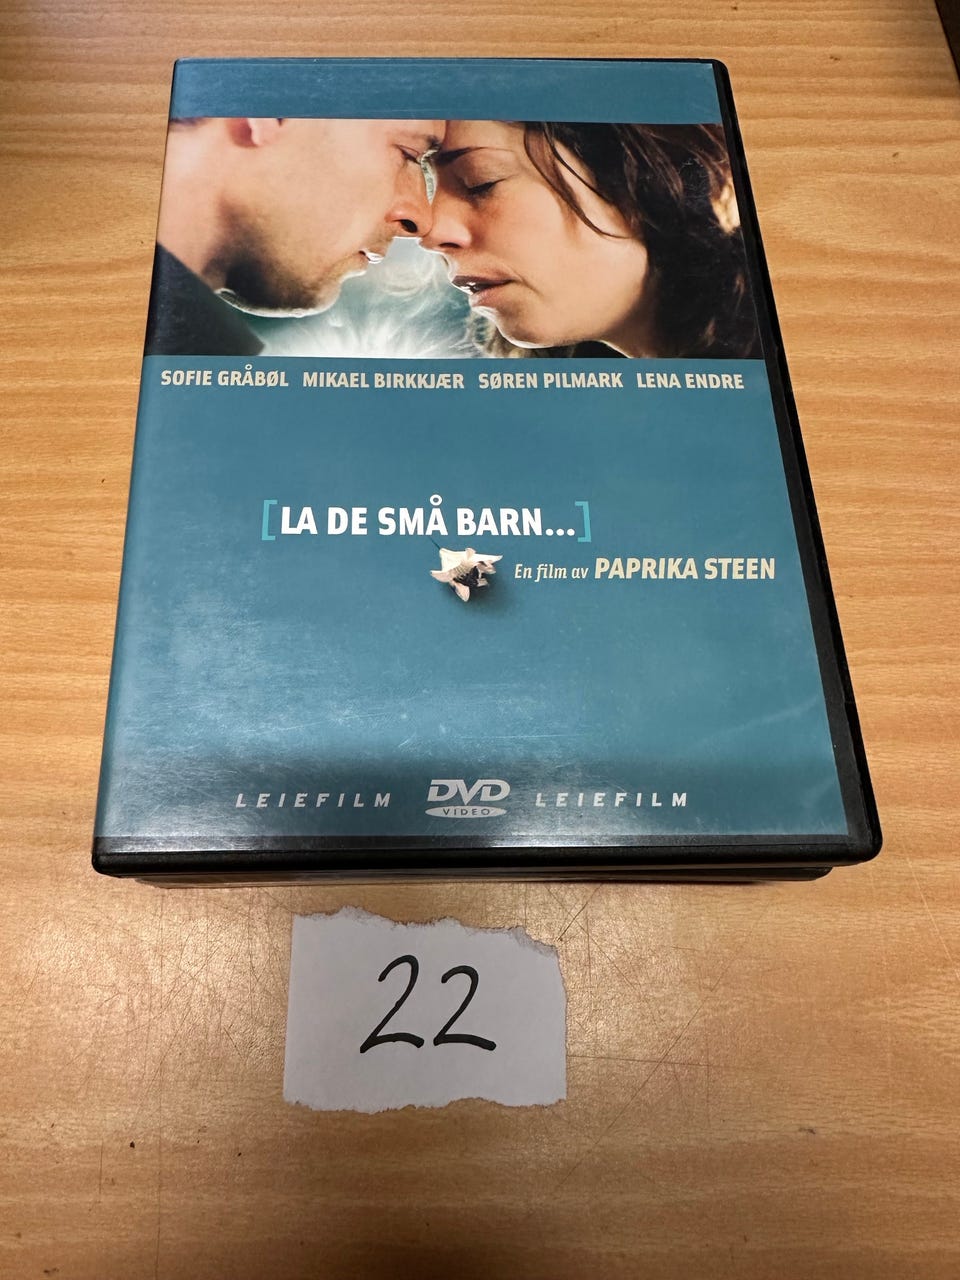 SOFIE GRÅBØL MIKAEL BIRKKJÆR SØREN PILMARK LENA ENDRE
[LA DE SMÅ BARN...]
En film av PAPRIKA STEEN
LEIEFILM DVD VIDEO LEIEFILM
22